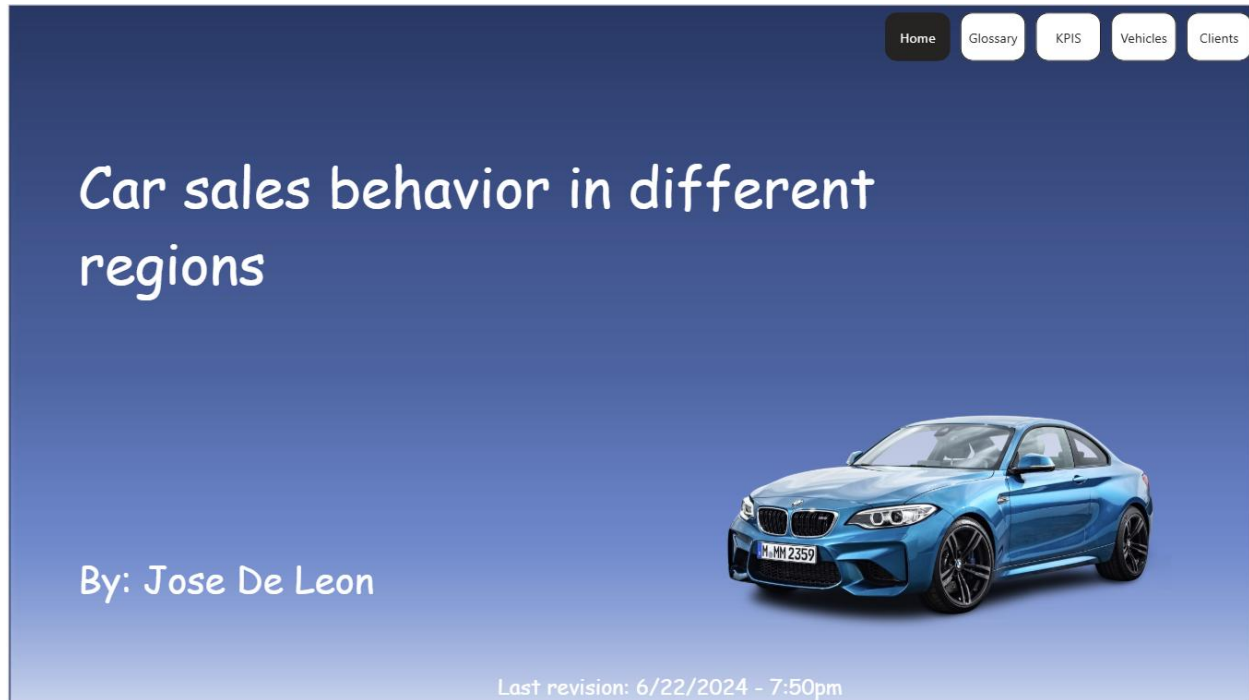 Home
Glossary
KPIS
Vehicles
Clients
Car sales behavior in different
regions
M MM 2359
By: Jose De Leon
Last revision: 6/22/2024 - 7:50pm